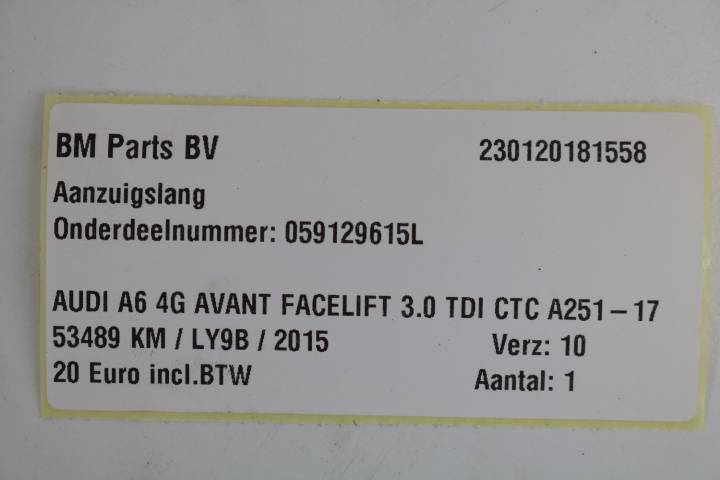 BM Parts BV 230120181558
Aanzuigslang
Onderdeelnummer: 059129615L
AUDI A6 4G AVANT FACELIFT 3.0 TDI CTC A251-17
53489 KM / LY9B / 2015 Verz: 10
20 Euro incl.BTW Aantal: 1